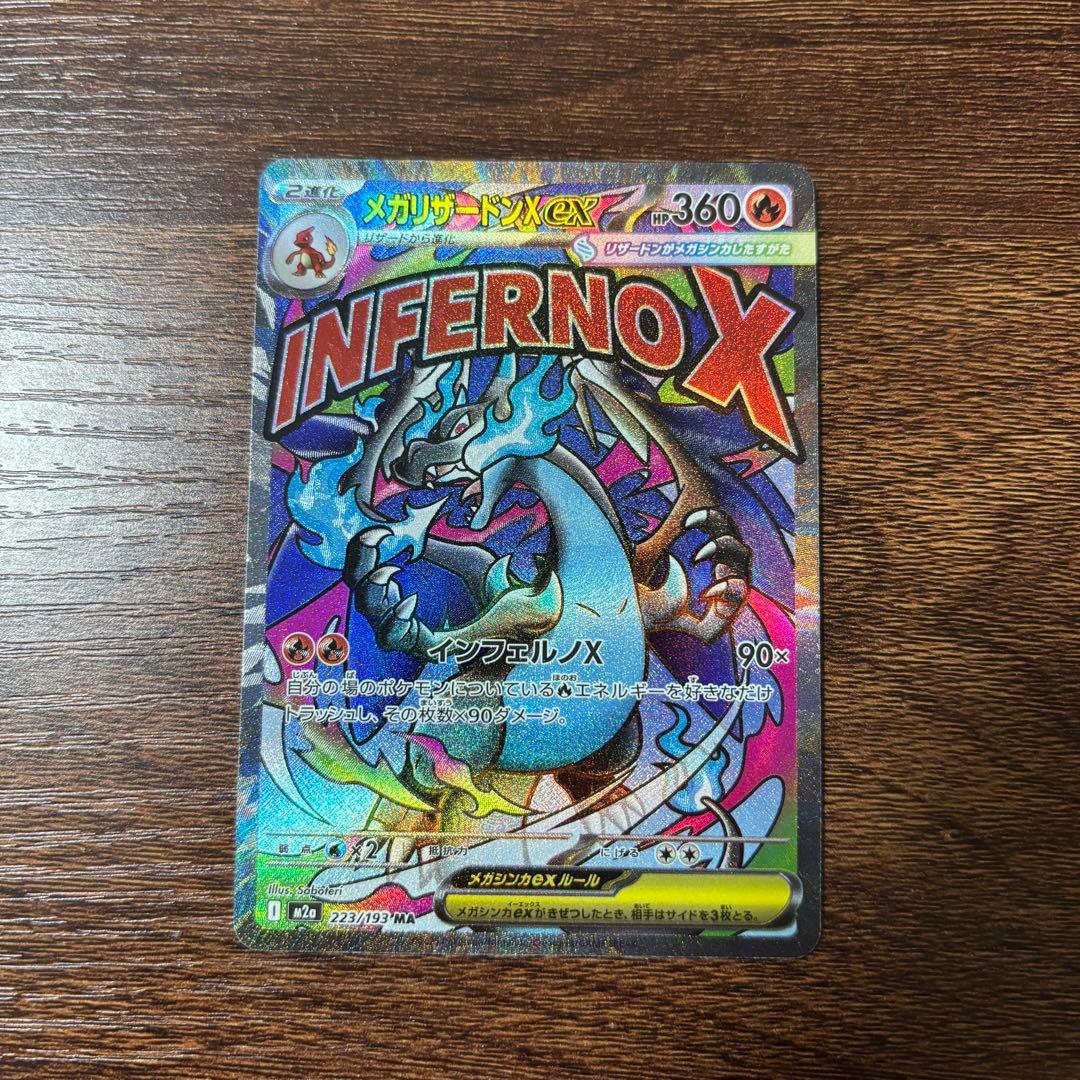 2進化
メガリザードンXex
HP360
リザードから進化
リザードンがメガシンカしたすがた
INFERNO X
インフェルノX 90×
自分の場のポケモンについているエネルギーを好きなだけ
トラッシュし、その枚数×90ダメージ。
弱点 ×2 抵抗力 にげる
メガシンカexルール
メガシンカexがきぜつしたとき、相手はサイドを3枚とる。
Illus. Saboteri
I M2a 223/193 MA